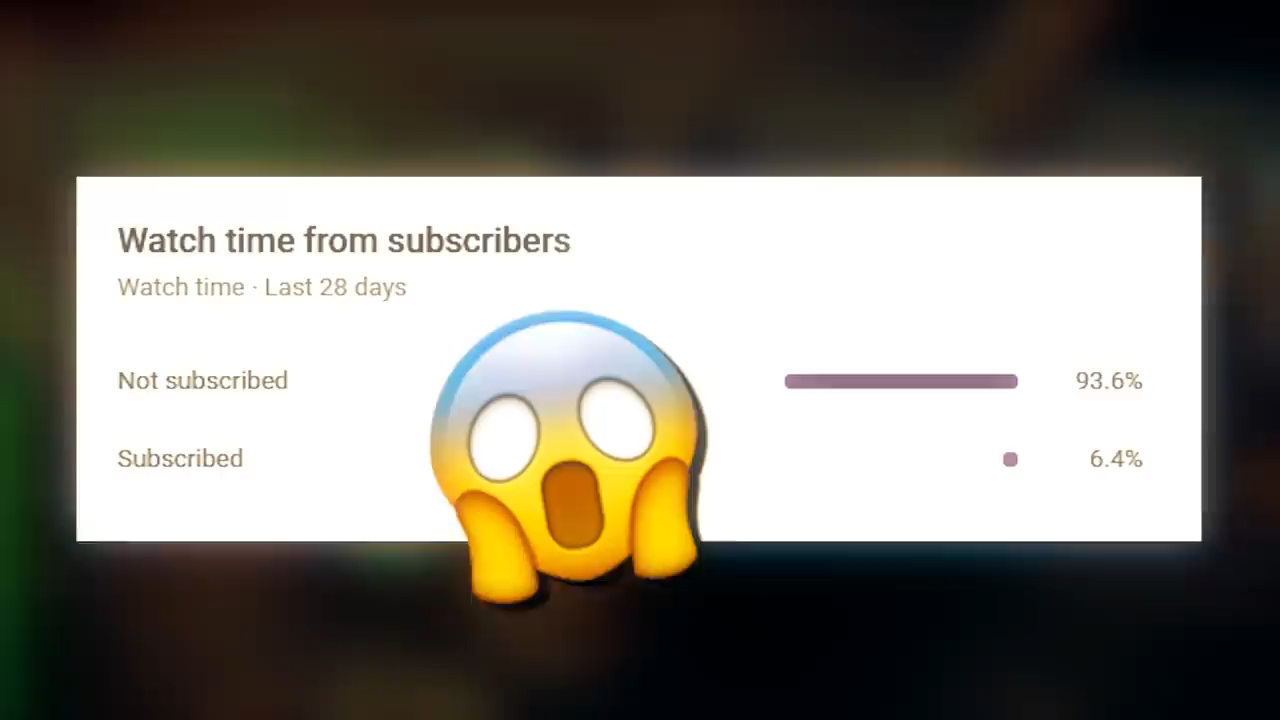 Watch time from subscribers
Watch time · Last 28 days
Not subscribed 93.6%
Subscribed 6.4%